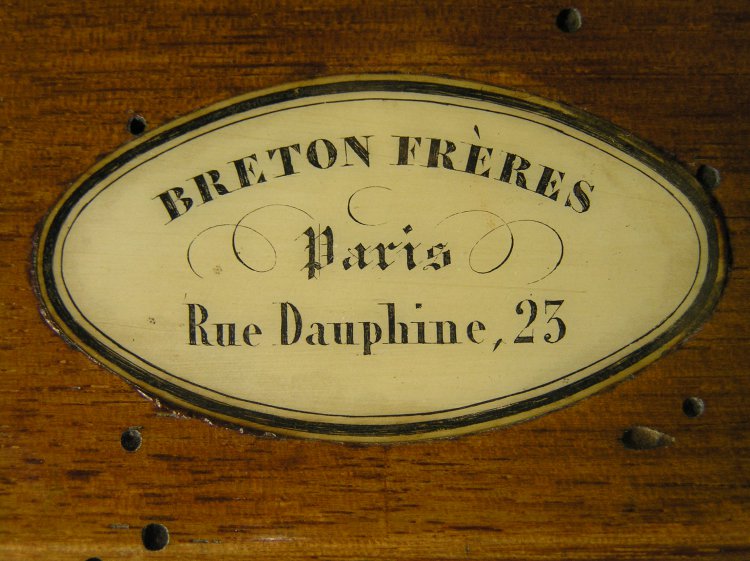 BRETON FRÈRES
Paris
Rue Dauphine, 23